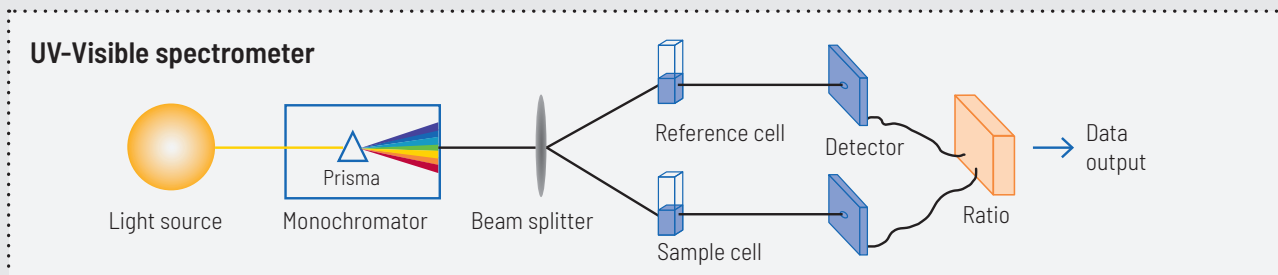 UV-Visible spectrometer
Light source
Prisma
Monochromator
Beam splitter
Reference cell
Sample cell
Detector
Ratio
Data
output